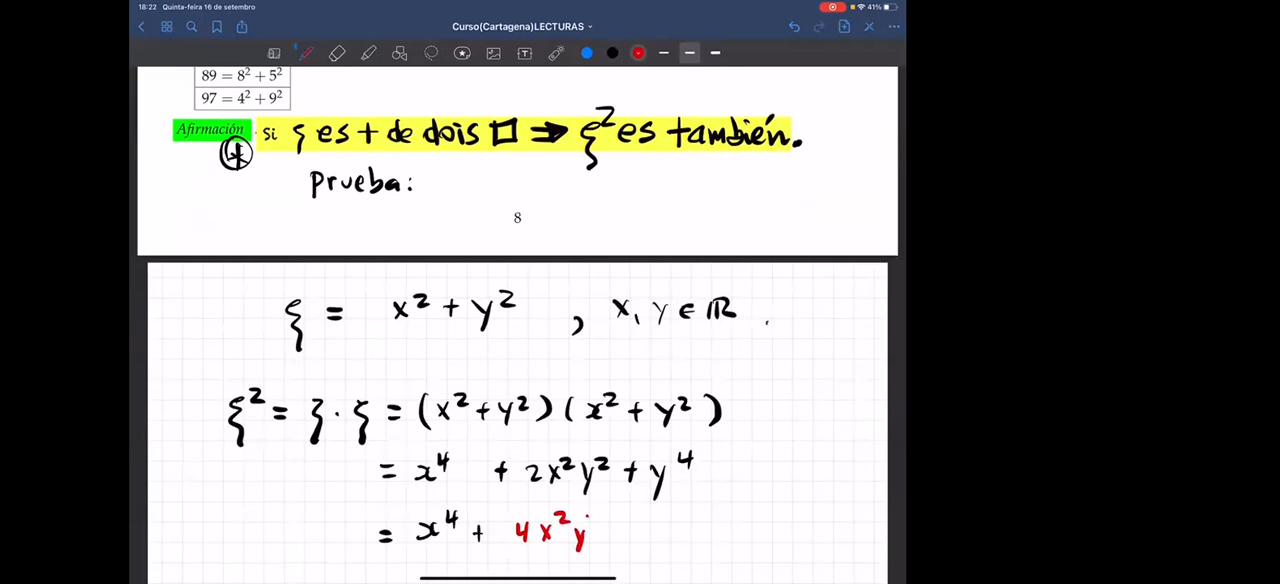 18:22 Quinta-feira 16 de setembro
41%
Curso(Cartagena)LECTURAS
89 = 8² + 5²
97 = 4² + 9²
Afirmación . si ξ es + de dois □ ⇒ ξ² es también.
*
Prueba:
8
ξ = x² + y² , x, y ∈ ℝ .
ξ² = ξ · ξ = (x² + y²)(x² + y²)
= x⁴ + 2x²y² + y⁴
= x⁴ + 4x²y